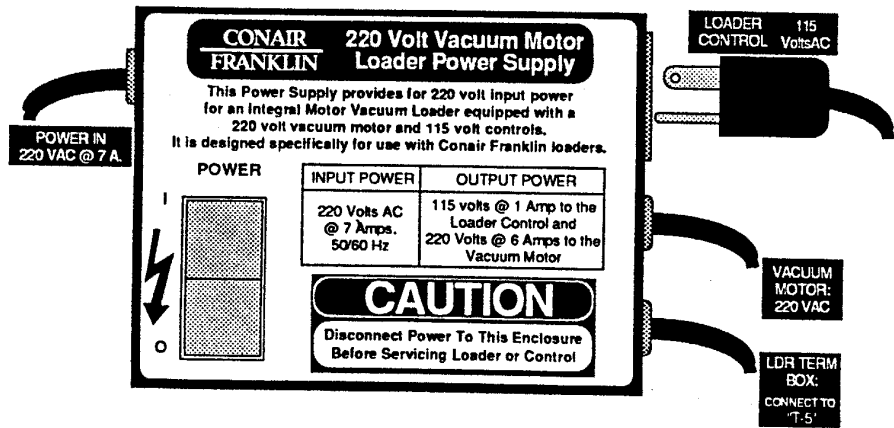 CONAIR
FRANKLIN
220 Volt Vacuum Motor
Loader Power Supply
This Power Supply provides for 220 volt input power
for an Integral Motor Vacuum Loader equipped with a
220 volt vacuum motor and 115 volt controls.
It is designed specifically for use with Conair Franklin loaders.
POWER IN
220 VAC @ 7 A.
LOADER CONTROL
115 VoltsAC
POWER
I
O
INPUT POWER
220 Volts AC
@ 7 Amps.
50/60 Hz
OUTPUT POWER
115 volts @ 1 Amp to the
Loader Control and
220 Volts @ 6 Amps to the
Vacuum Motor
CAUTION
Disconnect Power To This Enclosure
Before Servicing Loader or Control
VACUUM
MOTOR:
220 VAC
LDR TERM
BOX:
CONNECT TO
"T-5'